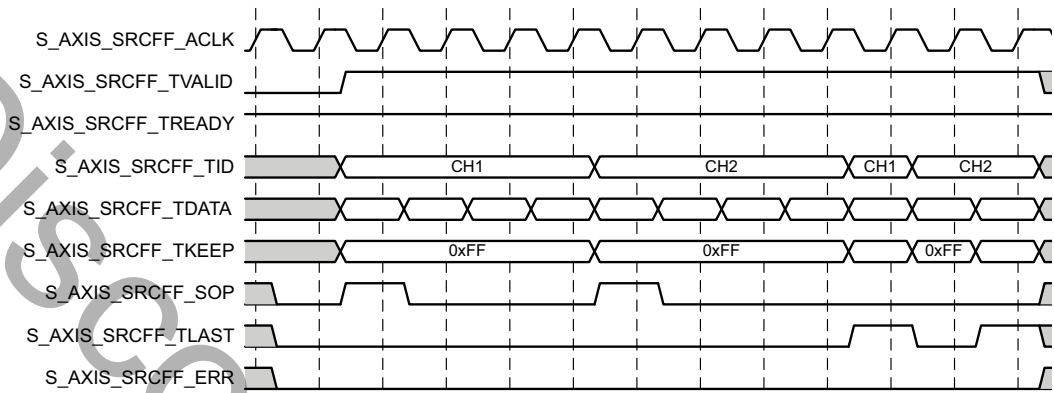 S_AXIS_SRCFF_ACLK
S_AXIS_SRCFF_TVALID
S_AXIS_SRCFF_TREADY
S_AXIS_SRCFF_TID CH1 CH2 CH1 CH2
S_AXIS_SRCFF_TDATA
S_AXIS_SRCFF_TKEEP 0xFF 0xFF 0xFF
S_AXIS_SRCFF_SOP
S_AXIS_SRCFF_TLAST
S_AXIS_SRCFF_ERR